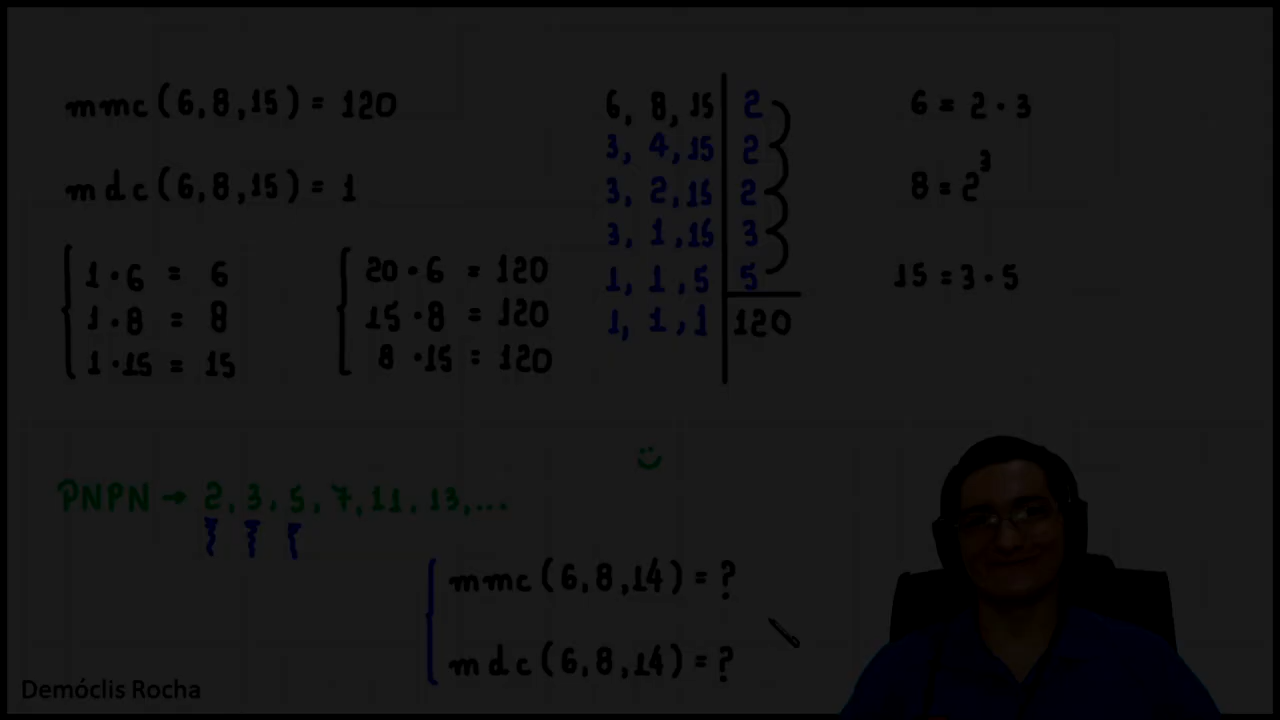 mmc (6, 8, 15) = 120
mdc (6, 8, 15) = 1
1 · 6 = 6
1 · 8 = 8
1 · 15 = 15
20 · 6 = 120
15 · 8 = 120
8 · 15 = 120
6, 8, 15 | 2
3, 4, 15 | 2
3, 2, 15 | 2
3, 1, 15 | 3
1, 1, 5 | 5
1, 1, 1 | 120
6 = 2 · 3
8 = 2³
15 = 3 · 5
PNPN → 2, 3, 5, 7, 11, 13, ...
mmc (6, 8, 14) = ?
mdc (6, 8, 14) = ?
Demóclis Rocha